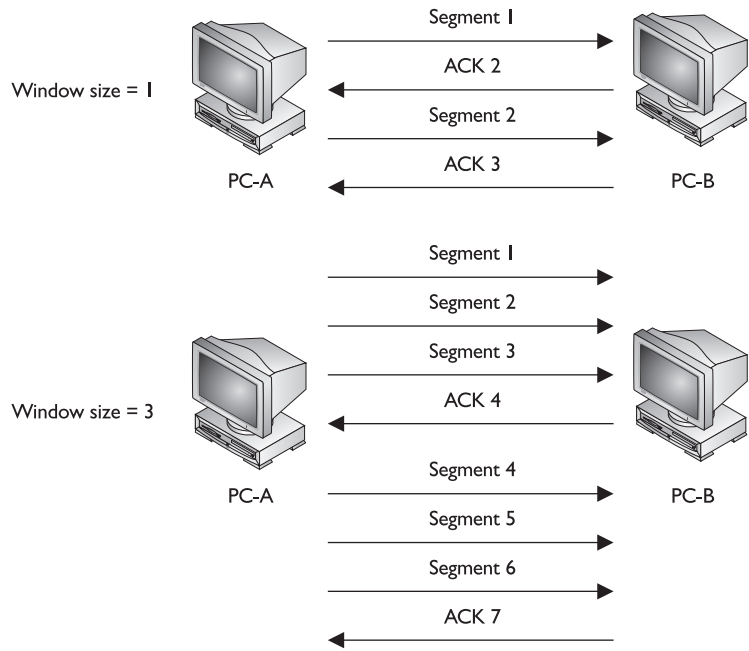 Segment 1
ACK 2
Window size = 1
Segment 2
ACK 3
PC-A
PC-B
Segment 1
Segment 2
Segment 3
ACK 4
Window size = 3
Segment 4
PC-A
PC-B
Segment 5
Segment 6
ACK 7